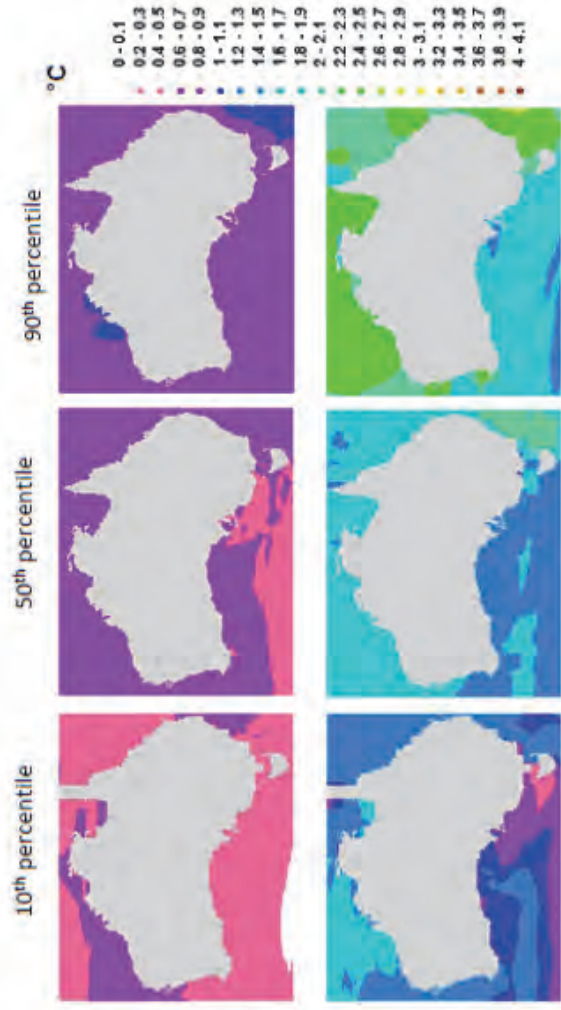 10th percentile
50th percentile
90th percentile
°C
0 - 0.1
0.2 - 0.3
0.4 - 0.5
0.6 - 0.7
0.8 - 0.9
1 - 1.1
1.2 - 1.3
1.4 - 1.5
1.6 - 1.7
1.8 - 1.9
2 - 2.1
2.2 - 2.3
2.4 - 2.5
2.6 - 2.7
2.8 - 2.9
3 - 3.1
3.2 - 3.3
3.4 - 3.5
3.6 - 3.7
3.8 - 3.9
4 - 4.1